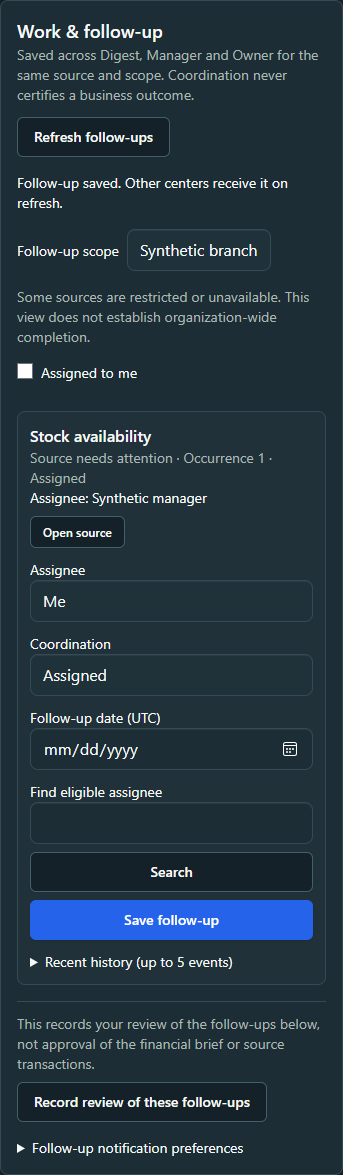 Work & follow-up
Saved across Digest, Manager and Owner for the
same source and scope. Coordination never
certifies a business outcome.
Refresh follow-ups
Follow-up saved. Other centers receive it on
refresh.
Follow-up scope
Synthetic branch
Some sources are restricted or unavailable. This
view does not establish organization-wide
completion.
Assigned to me
Stock availability
Source needs attention · Occurrence 1 ·
Assigned
Assignee: Synthetic manager
Open source
Assignee
Me
Coordination
Assigned
Follow-up date (UTC)
mm/dd/yyyy
Find eligible assignee
Search
Save follow-up
Recent history (up to 5 events)
This records your review of the follow-ups below,
not approval of the financial brief or source
transactions.
Record review of these follow-ups
Follow-up notification preferences